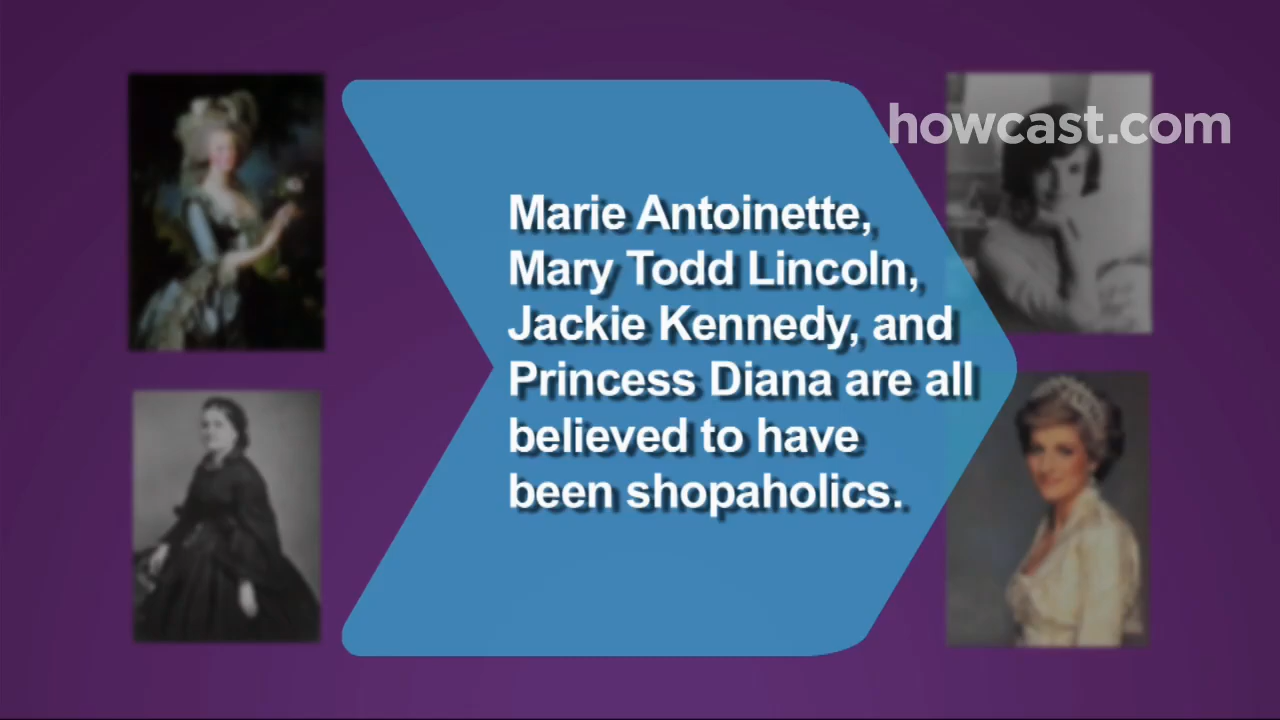 howcast.com
Marie Antoinette,
Mary Todd Lincoln,
Jackie Kennedy, and
Princess Diana are all
believed to have
been shopaholics.